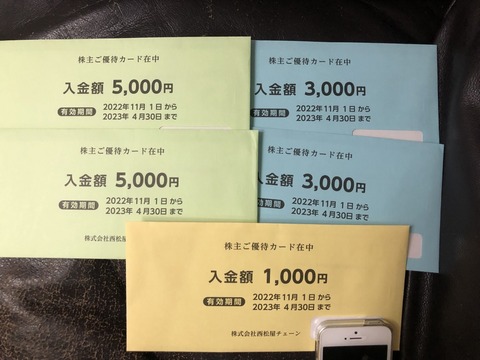 株主ご優待カード在中
入金額 5,000円
有効期間
2022年11月 1日から
2023年 4月30日まで
株主ご優待カード在中
入金額 3,000円
有効期間
2022年11月 1日から
2023年 4月30日まで
株主ご優待カード在中
入金額 5,000円
有効期間
2022年11月 1日から
2023年 4月30日まで
株式会社西松屋
株主ご優待カード在中
入金額 3,000円
有効期間
2022年11月 1日から
2023年 4月30日まで
株主ご優待カード在中
入金額 1,000円
有効期間
2022年11月 1日から
2023年 4月30日まで
株式会社西松屋チェーン